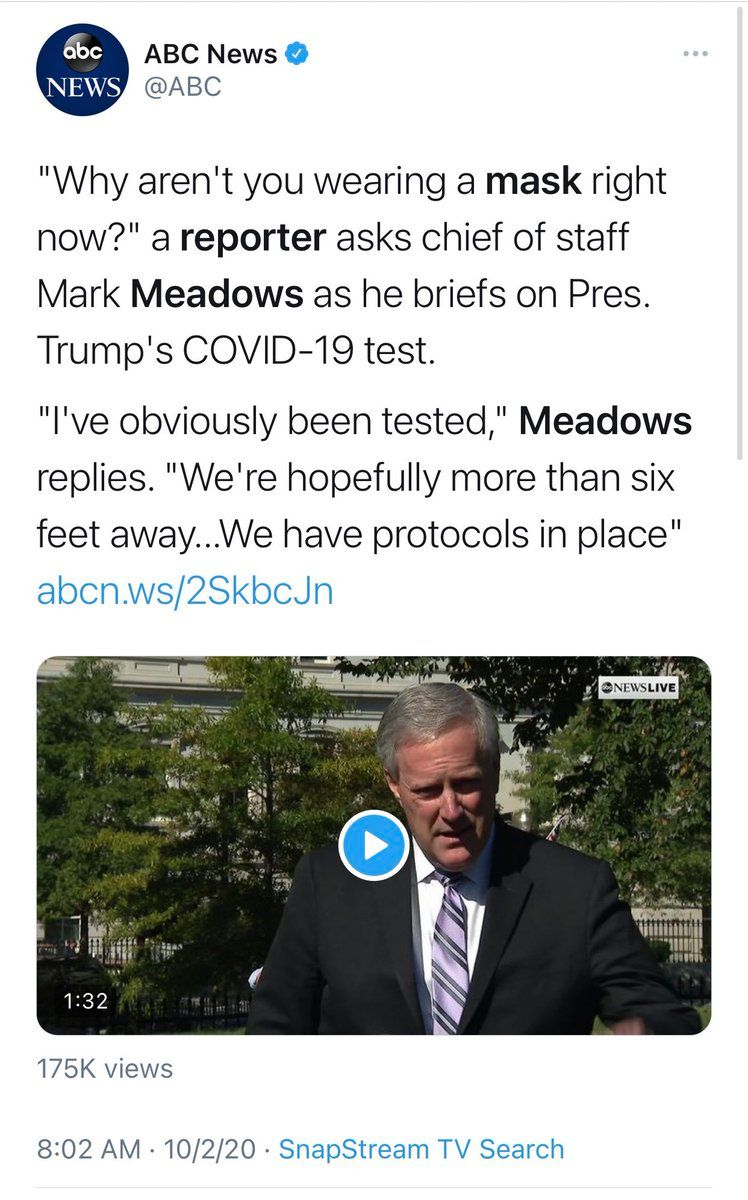 abc
NEWS
ABC News
@ABC
"Why aren't you wearing a mask right
now?" a reporter asks chief of staff
Mark Meadows as he briefs on Pres.
Trump's COVID-19 test.
"I've obviously been tested," Meadows
replies. "We're hopefully more than six
feet away...We have protocols in place"
abcn.ws/2SkbcJn
abc NEWS LIVE
1:32
175K views
8:02 AM · 10/2/20 · SnapStream TV Search